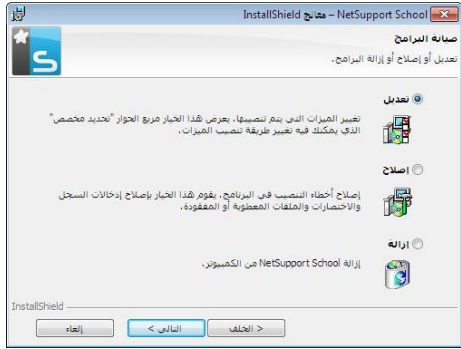 NetSupport School – معالج InstallShield
صيانة البرامج
تعديل أو إصلاح أو إزالة البرامج.
تعديل
تغيير الميزات التي يتم تنصيبها. يعرض هذا الخيار مربع الحوار "تحديد مخصص"
الذي يمكنك فيه تغيير طريقة تنصيب الميزات.
إصلاح
إصلاح أخطاء التنصيب في البرنامج. يقوم هذا الخيار بإصلاح إدخالات السجل
والاختصارات والملفات المعطوبة أو المفقودة.
إزالة
إزالة NetSupport School من الكمبيوتر.
InstallShield
< الخلف
التالي >
إلغاء